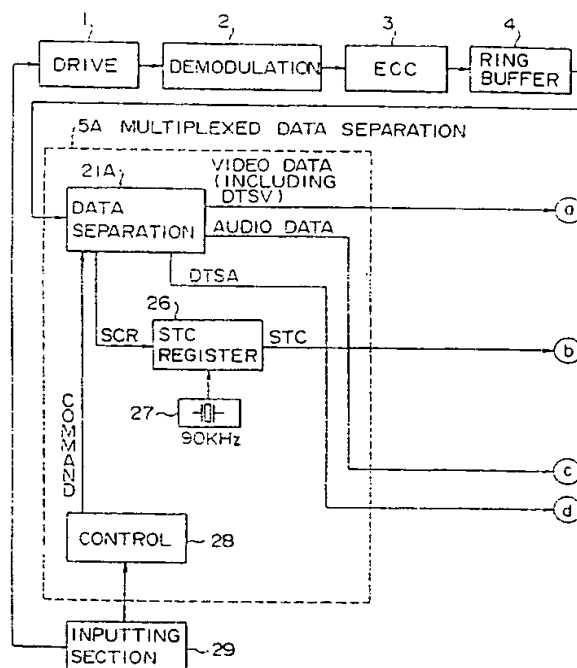 1
2
3
4
DRIVE
DEMODULATION
ECC
RING
BUFFER
5A MULTIPLEXED DATA SEPARATION
21A
VIDEO DATA
(INCLUDING
DTSV)
DATA
SEPARATION
a
AUDIO DATA
DTSA
26
SCR
STC
REGISTER
STC
b
27
90KHz
COMMAND
c
d
CONTROL
28
INPUTTING
SECTION
29